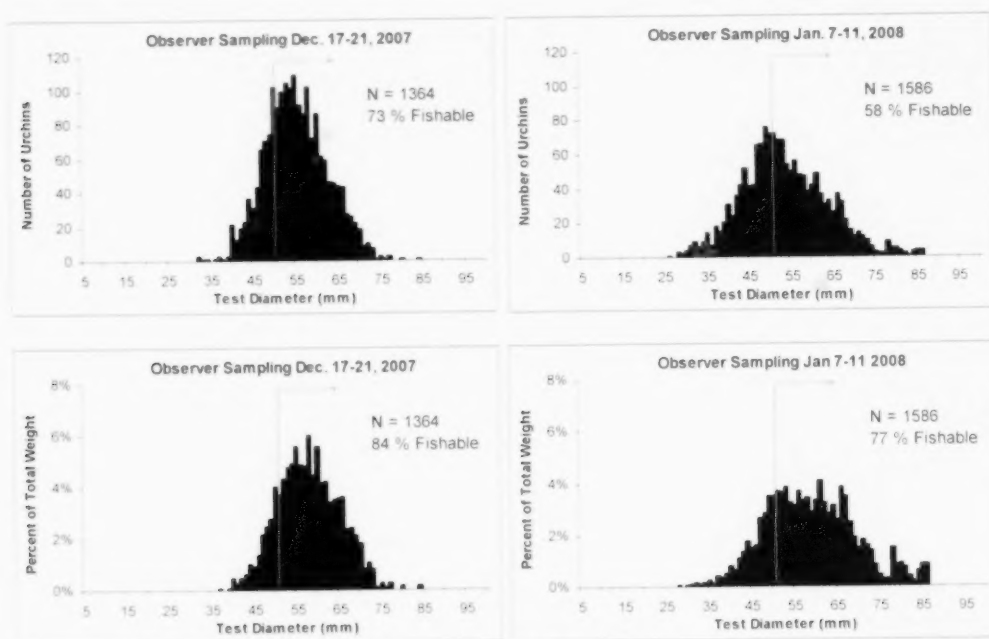 Observer Sampling Dec. 17-21, 2007
120
100
80
60
40
20
0
Number of Urchins
N = 1364
73 % Fishable
5 15 25 35 45 55 65 75 85 95
Test Diameter (mm)
Observer Sampling Jan. 7-11, 2008
120
100
80
60
40
20
0
Number of Urchins
N = 1586
58 % Fishable
5 15 25 35 45 55 65 75 85 95
Test Diameter (mm)
Observer Sampling Dec. 17-21, 2007
8%
6%
4%
2%
0%
Percent of Total Weight
N = 1364
84 % Fishable
5 15 25 35 45 55 65 75 85 95
Test Diameter (mm)
Observer Sampling Jan 7-11 2008
8%
6%
4%
2%
0%
Percent of Total Weight
N = 1586
77 % Fishable
5 15 25 35 45 55 65 75 85 95
Test Diameter (mm)